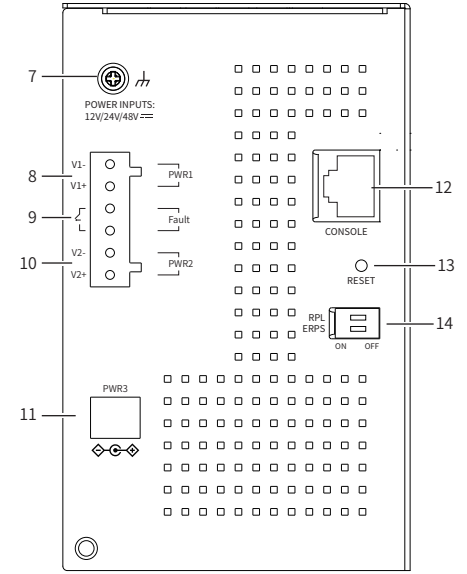 7
POWER INPUTS:
12V/24V/48V
8
V1-
V1+
PWR1
9
Fault
10
V2-
V2+
PWR2
12
CONSOLE
13
RESET
14
RPL
ERPS
ON OFF
11
PWR3